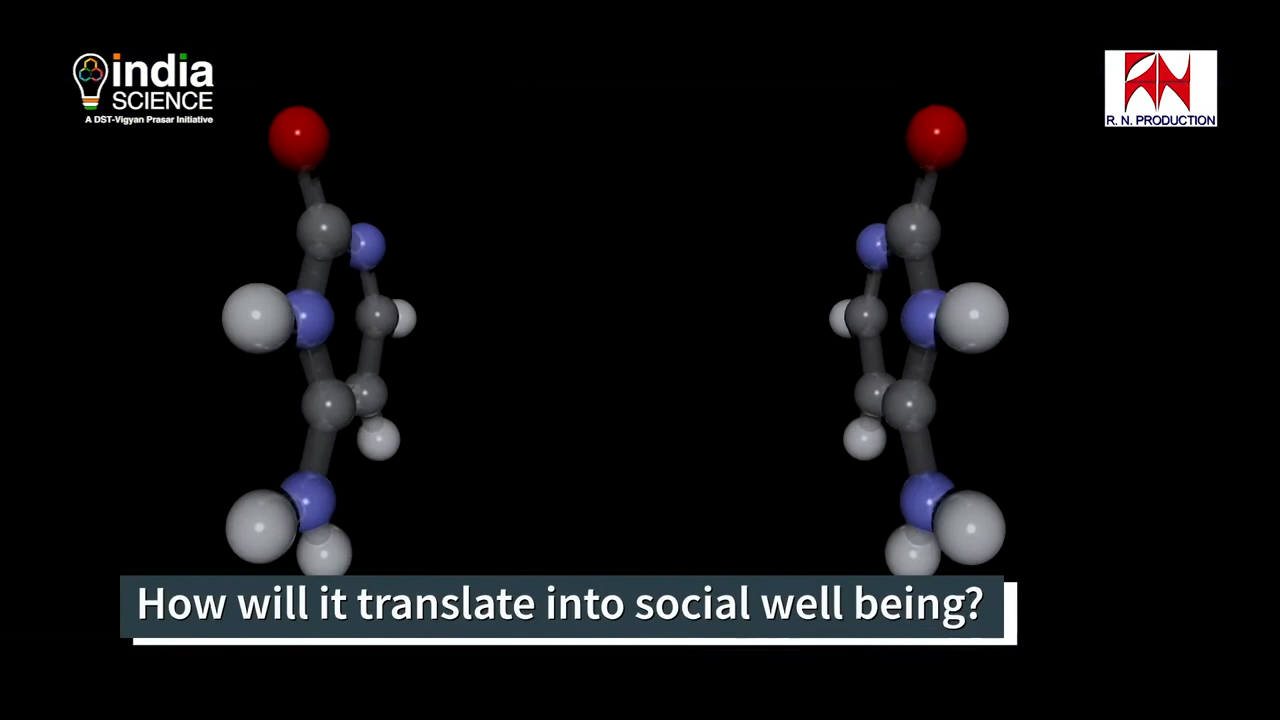 india
SCIENCE
A DST-Vigyan Prasar Initiative
R. N. PRODUCTION
How will it translate into social well being?